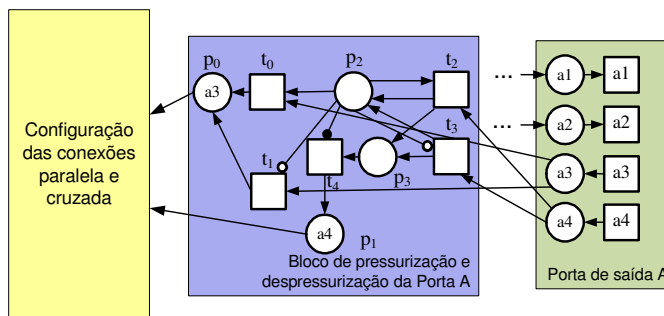 Configuração
das conexões
paralela e
cruzada
p0
t0
p2
t2
a3
t1
t4
p3
t3
a4
p1
Bloco de pressurização e
despressurização da Porta A
... a1 a1
... a2 a2
a3 a3
a4 a4
Porta de saída A